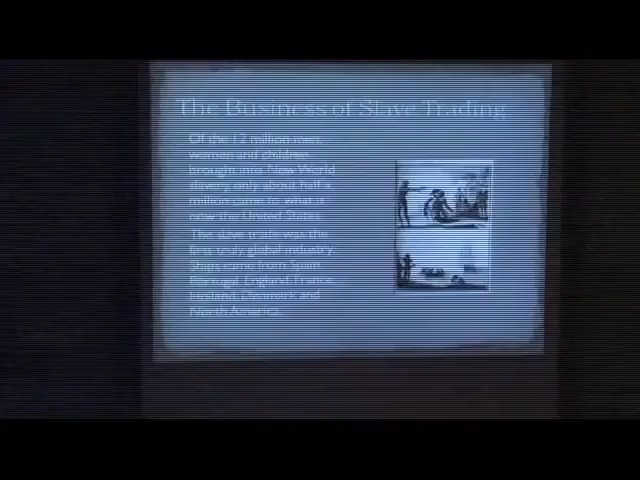 The Business of Slave Trading
Of the 12 million men,
women and children
brought into New World
slavery, only about half a
million came to what is
now the United States
The slave trade was the
first truly global industry.
Ships came from Spain
Portugal, England, France,
Holland, Denmark and
North America.